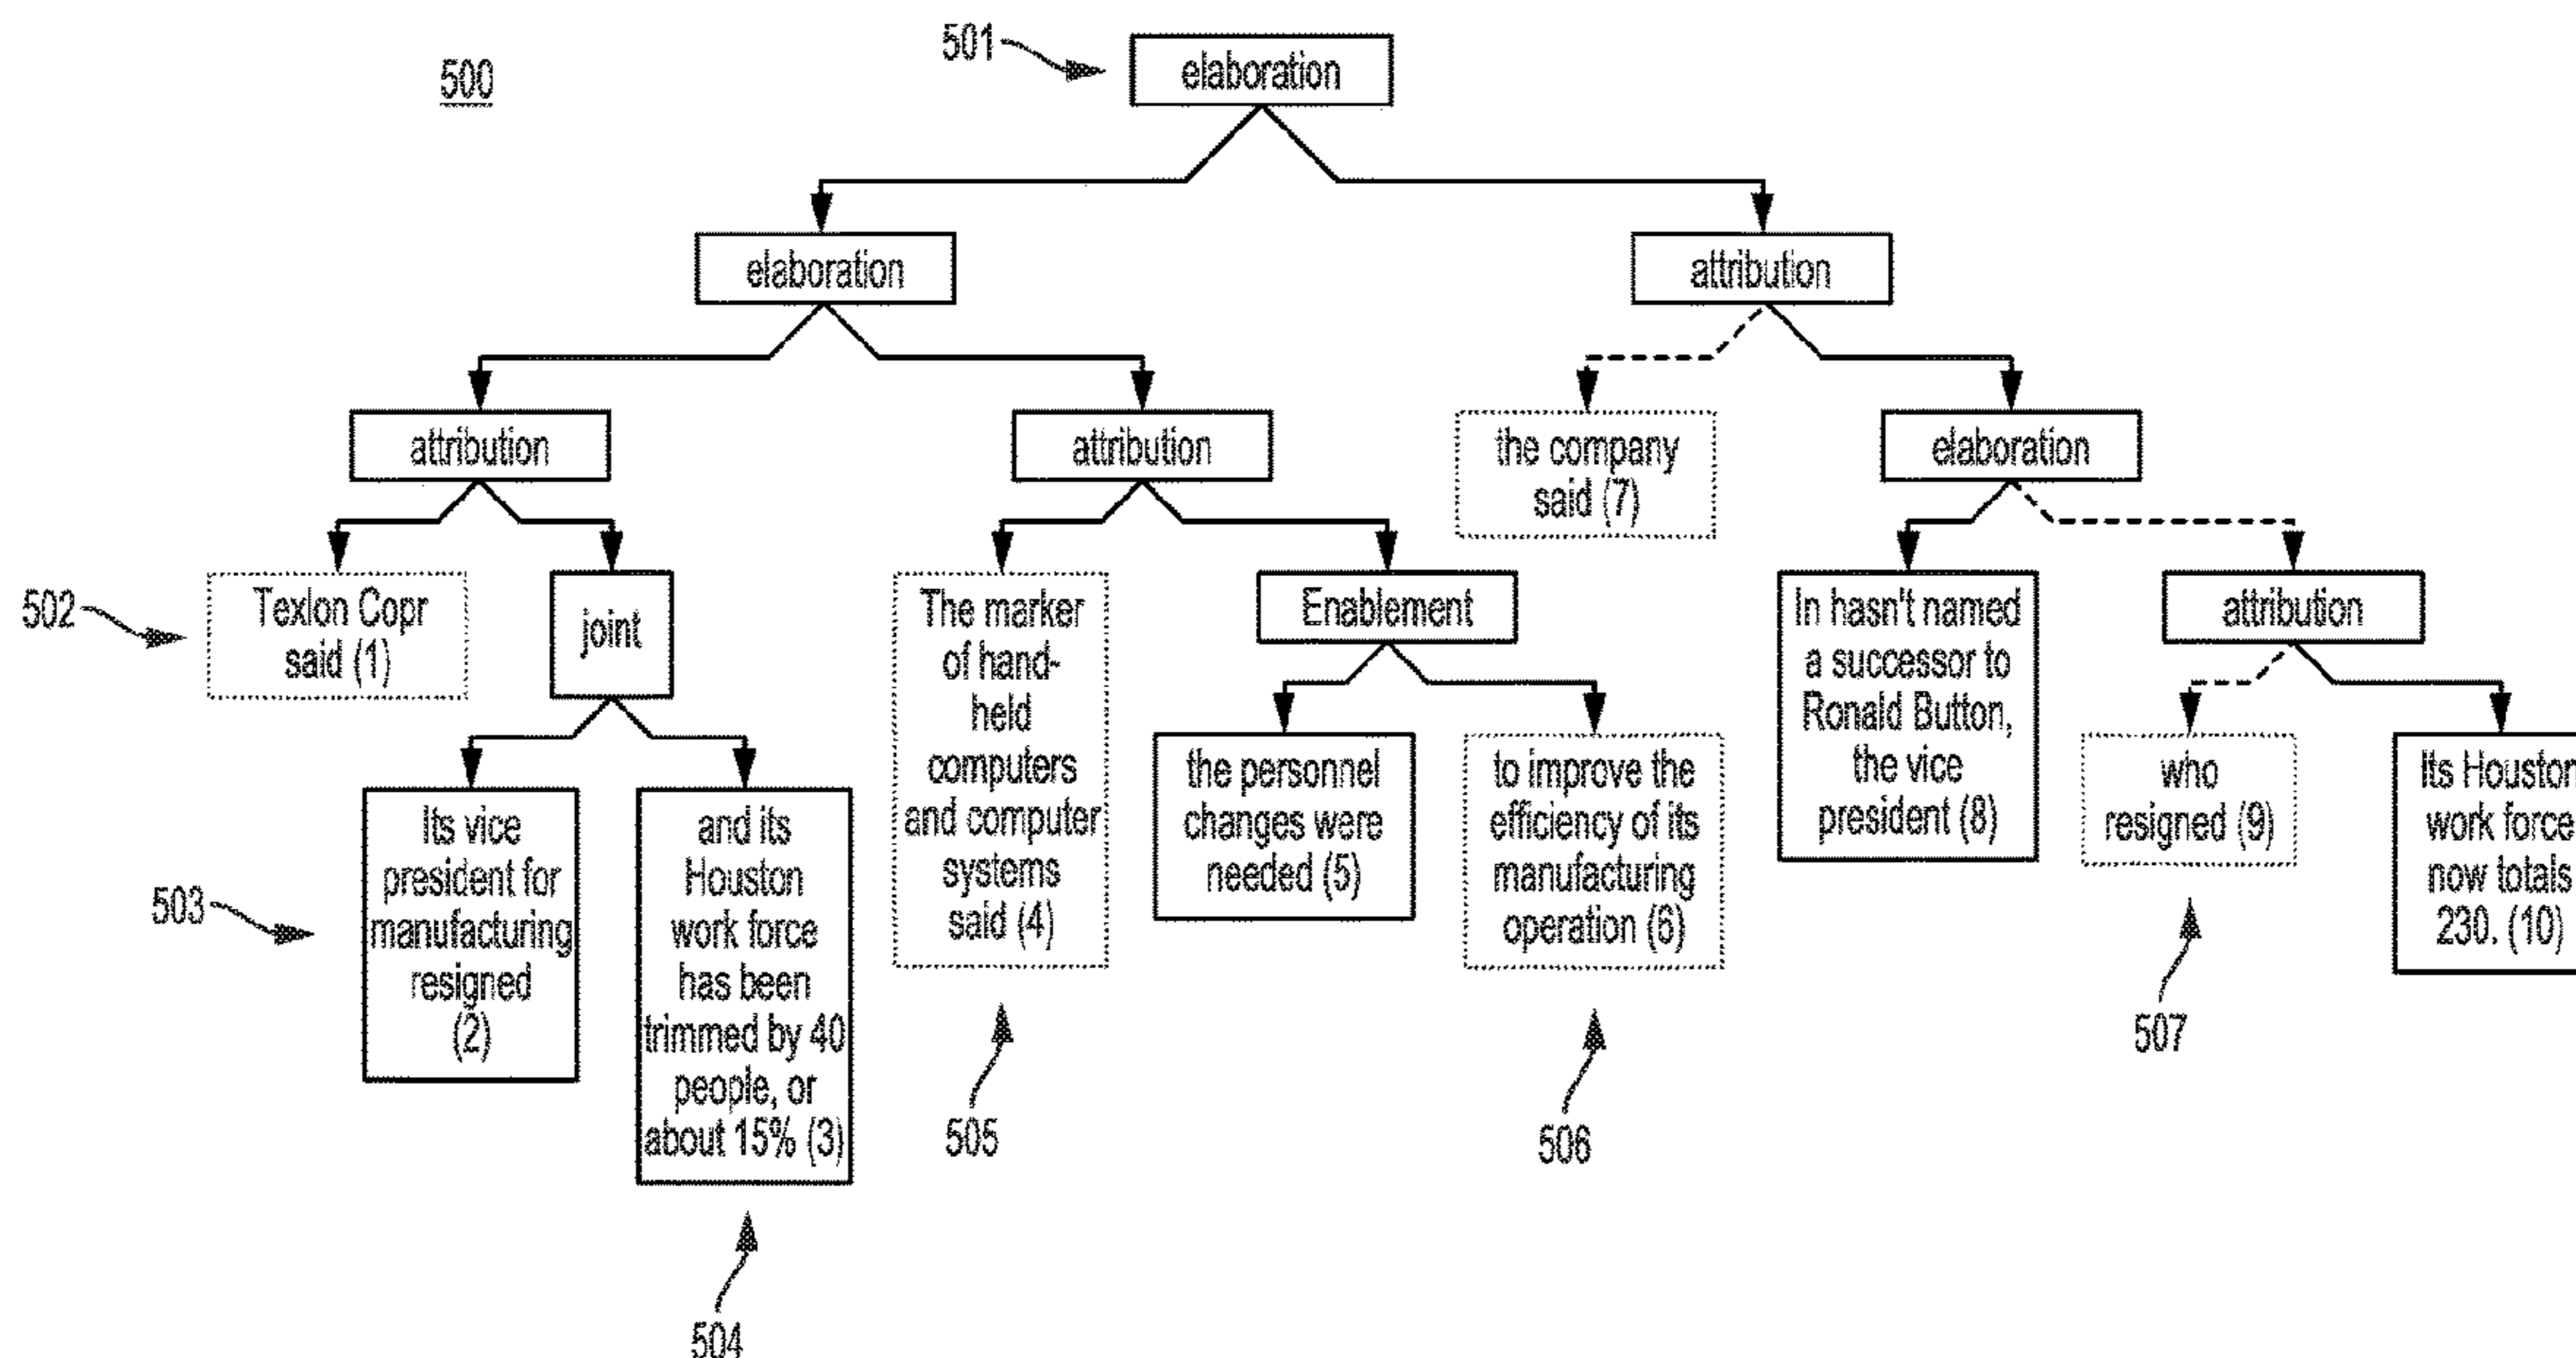 500
501
elaboration
elaboration
attribution
attribution
attribution
the company
said (7)
elaboration
502
Texlon Copr
said (1)
joint
The marker
of hand-
held
computers
and computer
systems
said (4)
Enablement
In hasn't named
a successor to
Ronald Button,
the vice
president (8)
attribution
503
Its vice
president for
manufacturing
resigned
(2)
and its
Houston
work force
has been
trimmed by 40
people, or
about 15% (3)
the personnel
changes were
needed (5)
to improve the
efficiency of its
manufacturing
operation (6)
who
resigned (9)
Its Houston
work force
now totals
230. (10)
504
505
506
507